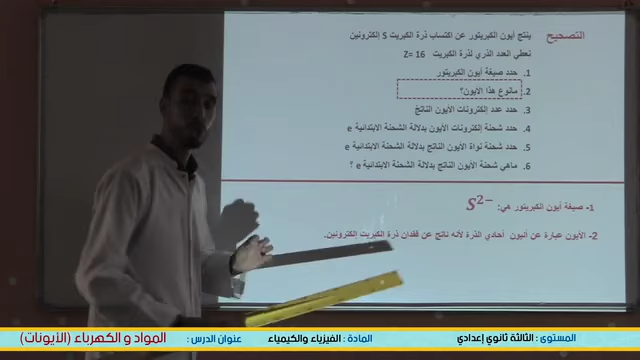 التصحيح
ينتج أيون الكبريتور عن اكتساب ذرة الكبريت S إلكترونين
نعطي العدد الذري لذرة الكبريت Z= 16
1. حدد صيغة أيون الكبريتور
2. مانوع هذا الايون؟
3. حدد عدد إلكترونات الأيون الناتج
4. حدد شحنة إلكترونات الأيون بدلالة الشحنة الابتدائية e
5. حدد شحنة نواة الأيون الناتج بدلالة الشحنة الابتدائية e
6. ماهي شحنة الأيون الناتج بدلالة الشحنة الابتدائية e ؟
1- صيغة أيون الكبريتور هي: S²⁻
2- الأيون عبارة عن أنيون أحادي الذرة لأنه ناتج عن فقدان ذرة الكبريت إلكترونين.
المستوى : الثالثة ثانوي إعدادي المادة : الفيزياء والكيمياء عنوان الدرس : المواد و الكهرباء (الأيونات)